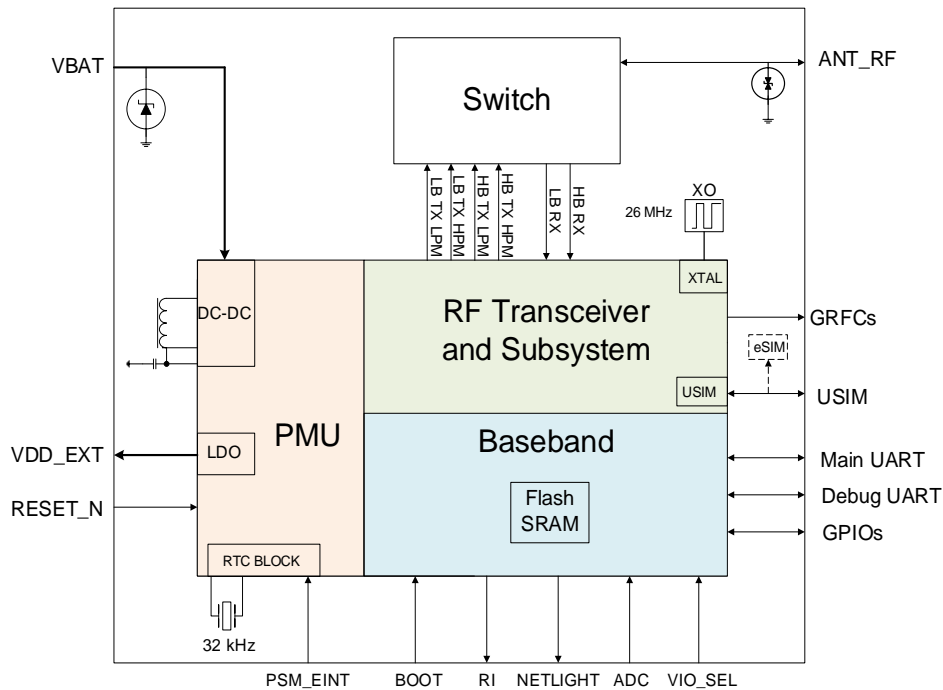 VBAT
ANT_RF
Switch
LB TX LPM
LB TX HPM
HB TX LPM
HB TX HPM
LB RX
HB RX
XO
26 MHz
XTAL
DC-DC
RF Transceiver
and Subsystem
GRFCs
eSIM
USIM
USIM
PMU
Baseband
LDO
VDD_EXT
Main UART
Flash
SRAM
Debug UART
RESET_N
GPIOs
RTC BLOCK
32 kHz
PSM_EINT
BOOT
RI
NETLIGHT
ADC
VIO_SEL